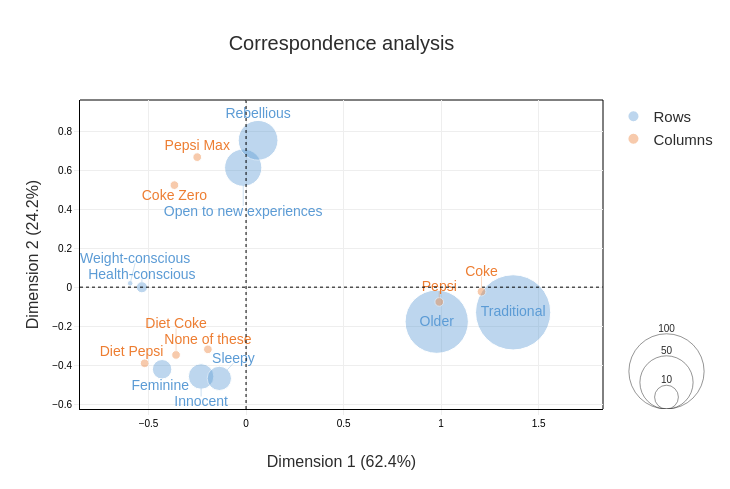 Correspondence analysis
Rebellious
Pepsi Max
Coke Zero
Open to new experiences
Weight-conscious
Health-conscious
Coke
Pepsi
Traditional
Older
Diet Coke
None of these
Diet Pepsi
Sleepy
Feminine
Innocent
0.8
0.6
0.4
0.2
0
−0.2
−0.4
−0.6
−0.5
0
0.5
1
1.5
Dimension 1 (62.4%)
Dimension 2 (24.2%)
Rows
Columns
100
50
10